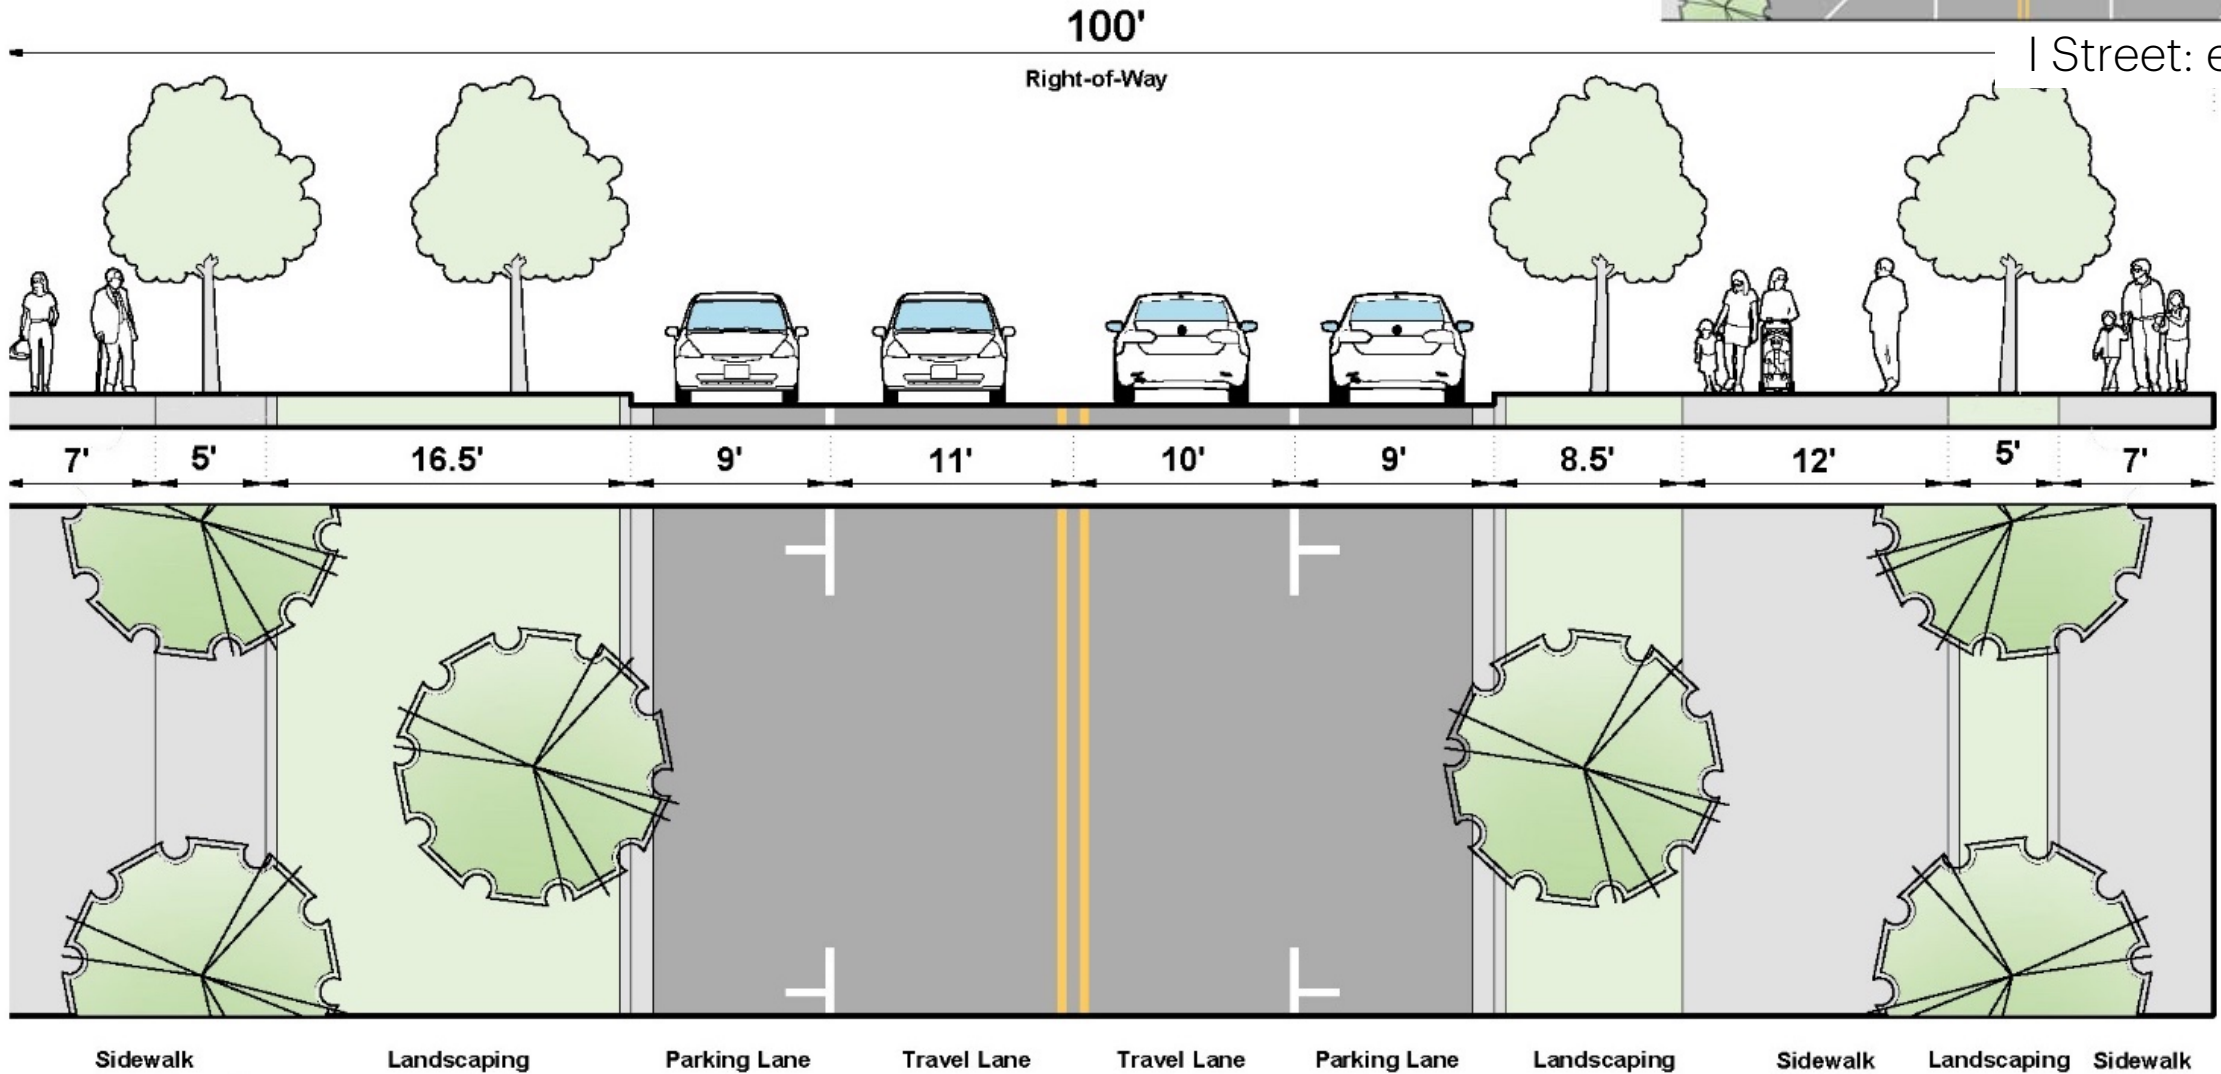 100'
Right-of-Way
I Street: e
7' 5' 16.5' 9' 11' 10' 9' 8.5' 12' 5' 7'
Sidewalk Landscaping Parking Lane Travel Lane Travel Lane Parking Lane Landscaping Sidewalk Landscaping Sidewalk